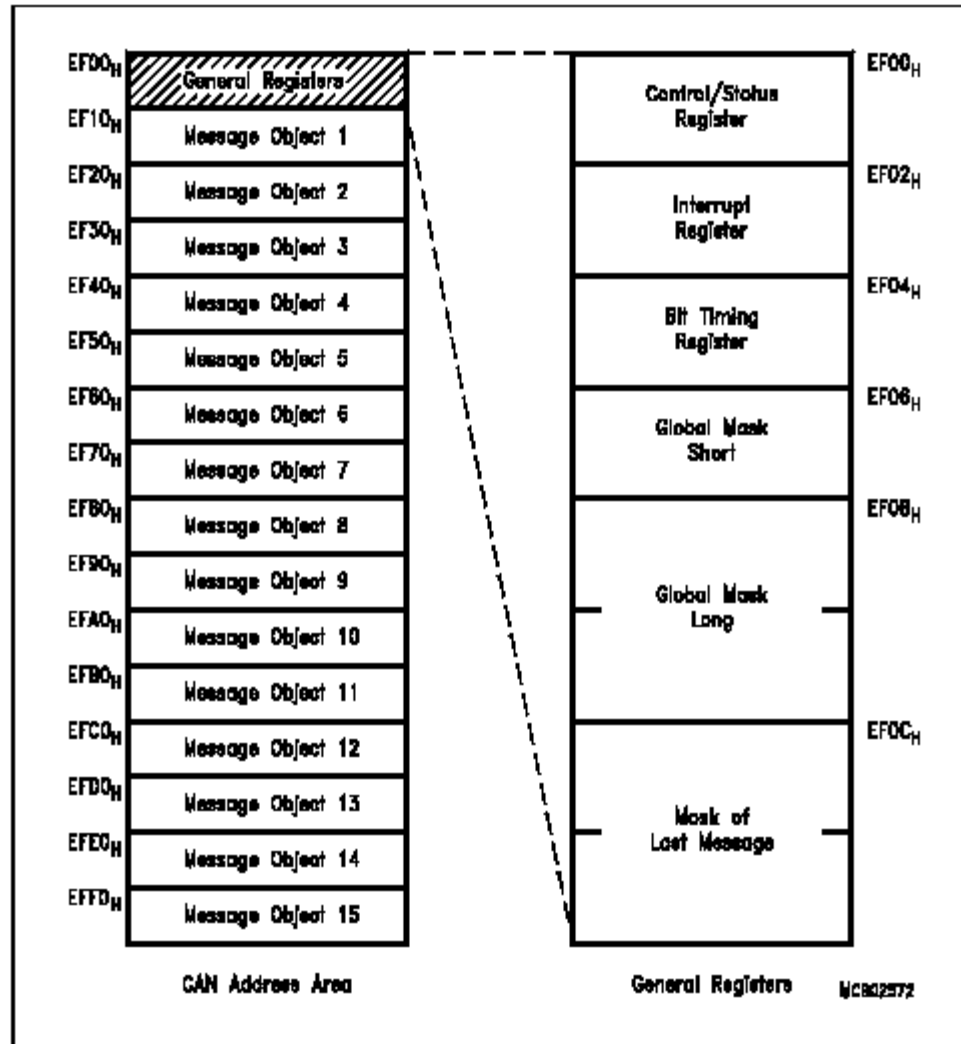 EF00H
General Registers
EF10H
Message Object 1
EF20H
Message Object 2
EF30H
Message Object 3
EF40H
Message Object 4
EF50H
Message Object 5
EF60H
Message Object 6
EF70H
Message Object 7
EF80H
Message Object 8
EF90H
Message Object 9
EFA0H
Message Object 10
EFB0H
Message Object 11
EFC0H
Message Object 12
EFD0H
Message Object 13
EFE0H
Message Object 14
EFF0H
Message Object 15
CAN Address Area
EF00H
Control/Status
Register
EF02H
Interrupt
Register
EF04H
Bit Timing
Register
EF06H
Global Mask
Short
EF08H
Global Mask
Long
EF0CH
Mask of
Last Message
General Registers
MCB02972